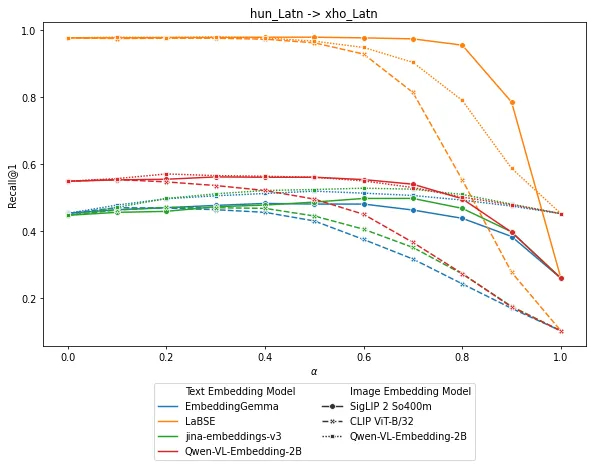 hun_Latn -> xho_Latn
Recall@1
1.0
0.8
0.6
0.4
0.2
0.0 0.2 0.4 0.6 0.8 1.0
α
Text Embedding Model Image Embedding Model
EmbeddingGemma SigLIP 2 So400m
LaBSE CLIP ViT-B/32
jina-embeddings-v3 Qwen-VL-Embedding-2B
Qwen-VL-Embedding-2B